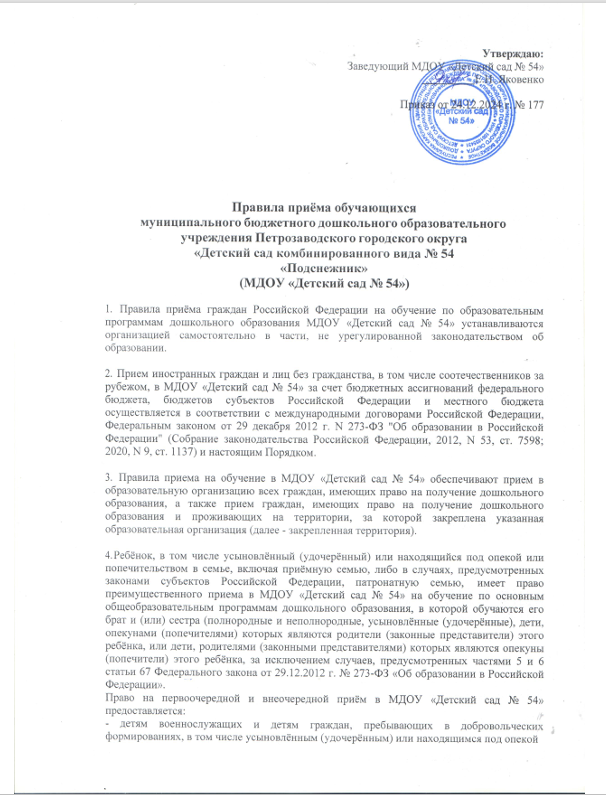 Утверждаю:
Заведующий МДОУ «Детский сад № 54»
Яковенко
Приказ от 24.12.2024 г. № 177
МДОУ
«Детский сад
№ 54»
Правила приёма обучающихся
муниципального бюджетного дошкольного образовательного
учреждения Петрозаводского городского округа
«Детский сад комбинированного вида № 54
«Подснежник»
(МДОУ «Детский сад № 54»)
1. Правила приёма граждан Российской Федерации на обучение по образовательным
программам дошкольного образования МДОУ «Детский сад № 54» устанавливаются
организацией самостоятельно в части, не урегулированной законодательством об
образовании.
2. Прием иностранных граждан и лиц без гражданства, в том числе соотечественников за
рубежом, в МДОУ «Детский сад № 54» за счет бюджетных ассигнований федерального
бюджета, бюджетов субъектов Российской Федерации и местного бюджета
осуществляется в соответствии с международными договорами Российской Федерации,
Федеральным законом от 29 декабря 2012 г. N 273-ФЗ "Об образовании в Российской
Федерации" (Собрание законодательства Российской Федерации, 2012, N 53, ст. 7598;
2020, N 9, ст. 1137) и настоящим Порядком.
3. Правила приема на обучение в МДОУ «Детский сад № 54» обеспечивают прием в
образовательную организацию всех граждан, имеющих право на получение дошкольного
образования, а также прием граждан, имеющих право на получение дошкольного
образования и проживающих на территории, за которой закреплена указанная
образовательная организация (далее - закрепленная территория).
4.Ребёнок, в том числе усыновлённый (удочерённый) или находящийся под опекой или
попечительством в семье, включая приёмную семью, либо в случаях, предусмотренных
законами субъектов Российской Федерации, патронатную семью, имеет право
преимущественного приема в МДОУ «Детский сад № 54» на обучение по основным
общеобразовательным программам дошкольного образования, в которой обучаются его
брат и (или) сестра (полнородные и неполнородные, усыновлённые (удочерённые), дети,
опекунами (попечителями) которых являются родители (законные представители) этого
ребёнка, или дети, родителями (законными представителями) которых являются опекуны
(попечители) этого ребёнка, за исключением случаев, предусмотренных частями 5 и 6
статьи 67 Федерального закона от 29.12.2012 г. № 273-ФЗ «Об образовании в Российской
Федерации».
Право на первоочередной и внеочередной приём в МДОУ «Детский сад № 54»
предоставляется:
- детям военнослужащих и детям граждан, пребывающих в добровольческих
формированиях, в том числе усыновлённым (удочерённым) или находящимся под опекой